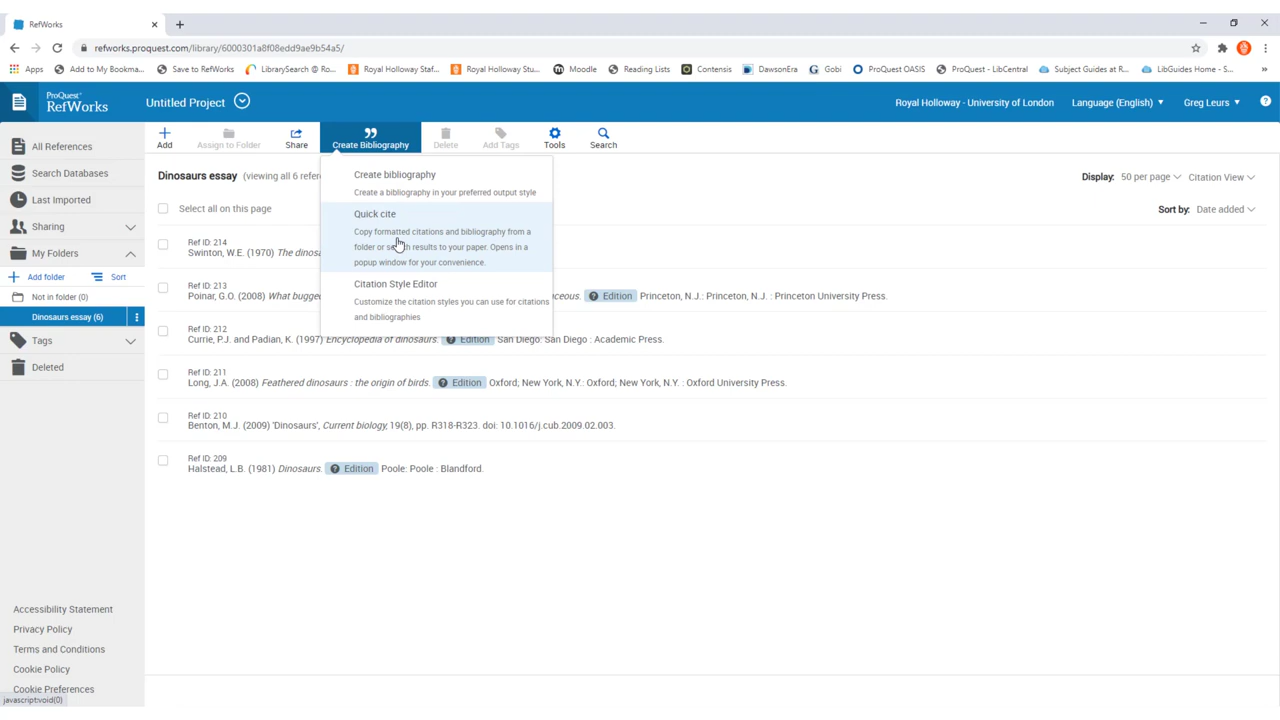 RefWorks
refworks.proquest.com/library/6000301a8f08edd9ae9b54a5/
Apps Add to My Bookma... Save to RefWorks LibrarySearch @ Ro... Royal Holloway Staf... Royal Holloway Stu... Moodle Reading Lists Contensis DawsonEra Gobi ProQuest OASIS ProQuest - LibCentral Subject Guides at R... LibGuides Home - S... »
ProQuest®
RefWorks
Untitled Project
Royal Holloway - University of London Language (English) Greg Leurs
All References
Search Databases
Last Imported
Sharing
My Folders
Add folder Sort
Not in folder (0)
Dinosaurs essay (6)
Tags
Deleted
Accessibility Statement
Privacy Policy
Terms and Conditions
Cookie Policy
Cookie Preferences
javascript:void(0)
Add Assign to Folder Share Create Bibliography Delete Add Tags Tools Search
Create bibliography
Create a bibliography in your preferred output style
Quick cite
Copy formatted citations and bibliography from a
folder or search results to your paper. Opens in a
popup window for your convenience.
Citation Style Editor
Customize the citation styles you can use for citations
and bibliographies
Dinosaurs essay (viewing all 6 refe
Display: 50 per page Citation View
Select all on this page
Sort by: Date added
Ref ID: 214
Swinton, W.E. (1970) The dinosa
Ref ID: 213
Poinar, G.O. (2008) What bugged eous. Edition Princeton, N.J.: Princeton, N.J. : Princeton University Press.
Ref ID: 212
Currie, P.J. and Padian, K. (1997) Encyclopedia of dinosaurs. Edition San Diego: San Diego : Academic Press.
Ref ID: 211
Long, J.A. (2008) Feathered dinosaurs : the origin of birds. Edition Oxford; New York, N.Y.: Oxford; New York, N.Y. : Oxford University Press.
Ref ID: 210
Benton, M.J. (2009) 'Dinosaurs', Current biology, 19(8), pp. R318-R323. doi: 10.1016/j.cub.2009.02.003.
Ref ID: 209
Halstead, L.B. (1981) Dinosaurs. Edition Poole: Poole : Blandford.